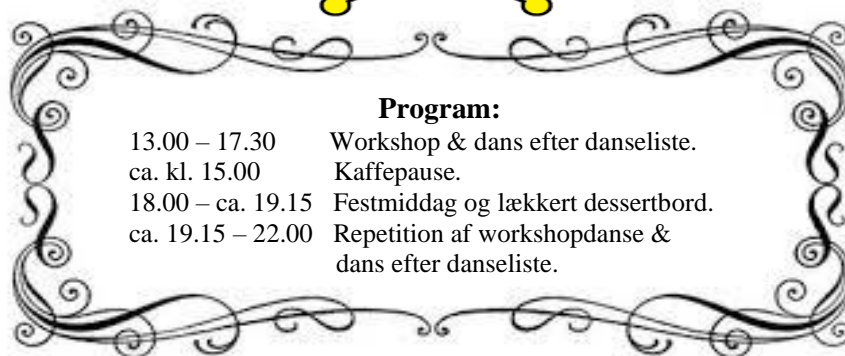 Program:
13.00 – 17.30 Workshop & dans efter danseliste.
ca. kl. 15.00 Kaffepause.
18.00 – ca. 19.15 Festmiddag og lækkert dessertbord.
ca. 19.15 – 22.00 Repetition af workshopdanse &
dans efter danseliste.